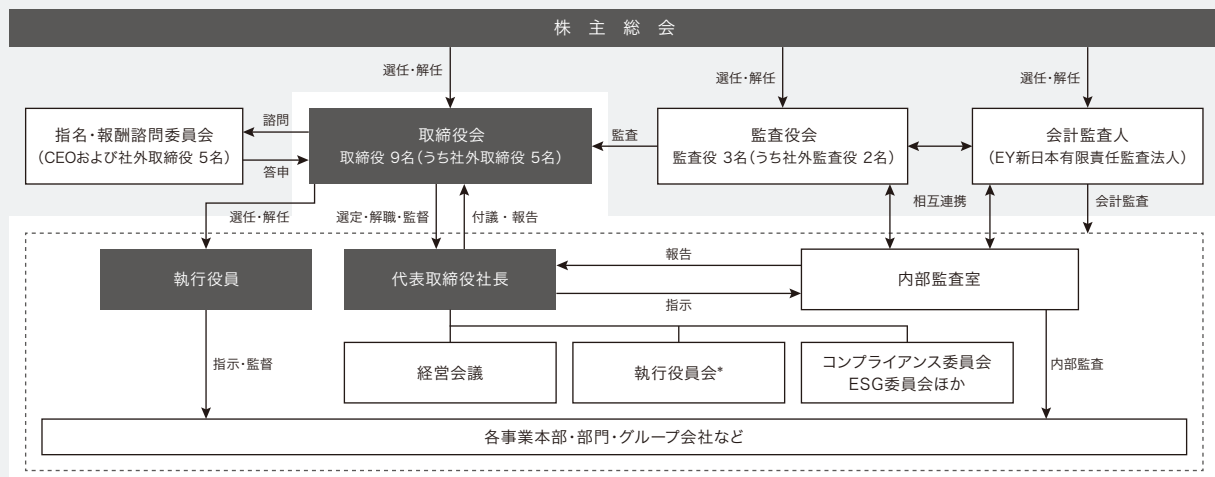 株主総会
選任・解任
選任・解任
選任・解任
指名・報酬諮問委員会
（CEOおよび社外取締役 5名）
諮問
答申
取締役会
取締役 9名（うち社外取締役 5名）
監査
監査役会
監査役 3名（うち社外監査役 2名）
会計監査人
（EY新日本有限責任監査法人）
選任・解任
選定・解職・監督
付議・報告
相互連携
会計監査
執行役員
代表取締役社長
報告
指示
内部監査室
指示・監督
経営会議
執行役員会*
コンプライアンス委員会
ESG委員会ほか
内部監査
各事業本部・部門・グループ会社など